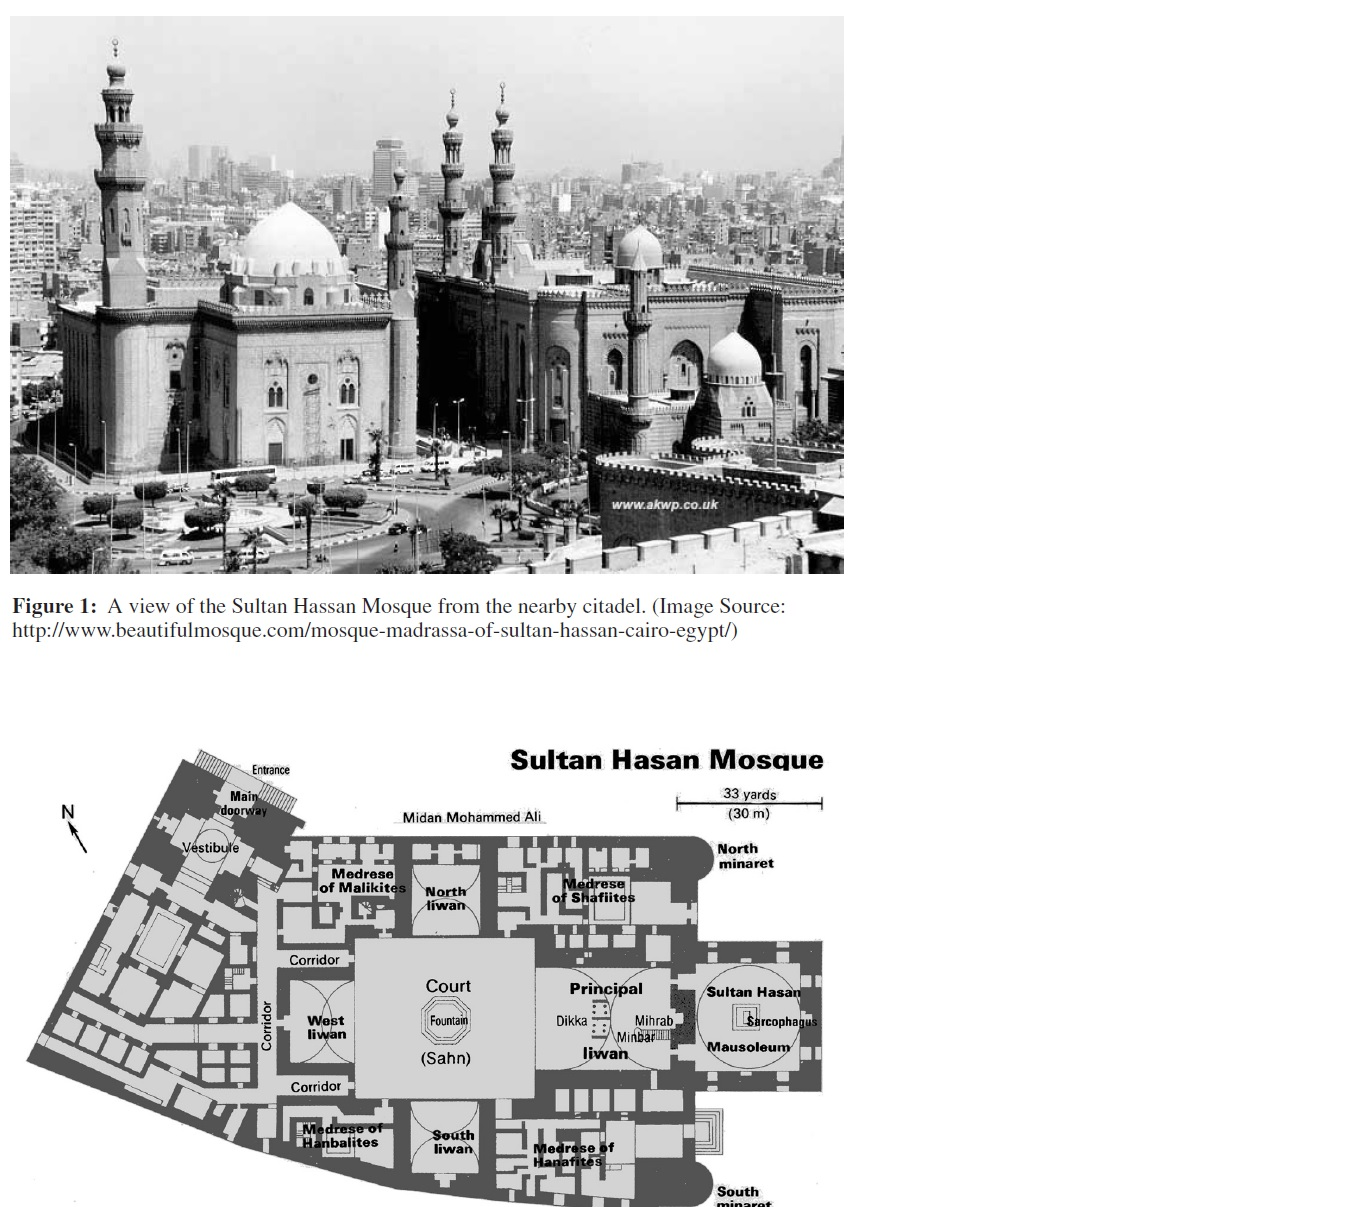 www.akwp.co.uk
Figure 1: A view of the Sultan Hassan Mosque from the nearby citadel. (Image Source:
http://www.beautifulmosque.com/mosque-madrassa-of-sultan-hassan-cairo-egypt/)
Sultan Hasan Mosque
33 yards
(30 m)
N
Entrance
Main
doorway
Vestibule
Midan Mohammed Ali
North
minaret
Medrese
of Malikites
North
liwan
Medrese
of Shafiites
Corridor
Corridor
Court
Fountain
(Sahn)
West
liwan
Principal
liwan
Dikka
Mihrab
Minbar
Sultan Hasan
Sarcophagus
Mausoleum
Corridor
Medrese of
Hanbalites
South
liwan
Medrese of
Hanafites
South
minaret